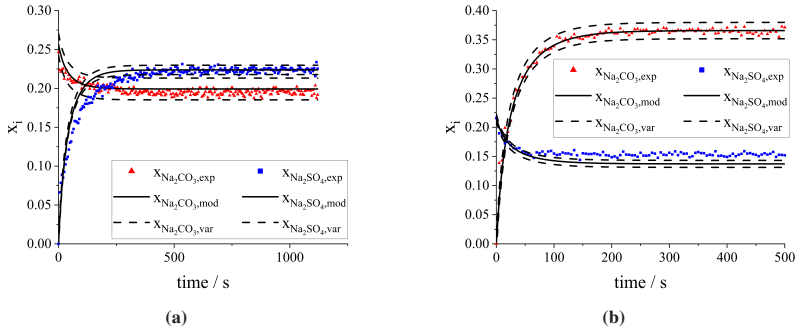 (a)
0.30
0.25
0.20
0.15
0.10
0.05
0.00
x_i
0
500
1000
time / s
x_Na₂CO₃,exp x_Na₂SO₄,exp
x_Na₂CO₃,mod x_Na₂SO₄,mod
x_Na₂CO₃,var x_Na₂SO₄,var
(b)
0.40
0.35
0.30
0.25
0.20
0.15
0.10
0.05
0.00
x_i
0
100
200
300
400
500
time / s
x_Na₂CO₃,exp x_Na₂SO₄,exp
x_Na₂CO₃,mod x_Na₂SO₄,mod
x_Na₂CO₃,var x_Na₂SO₄,var